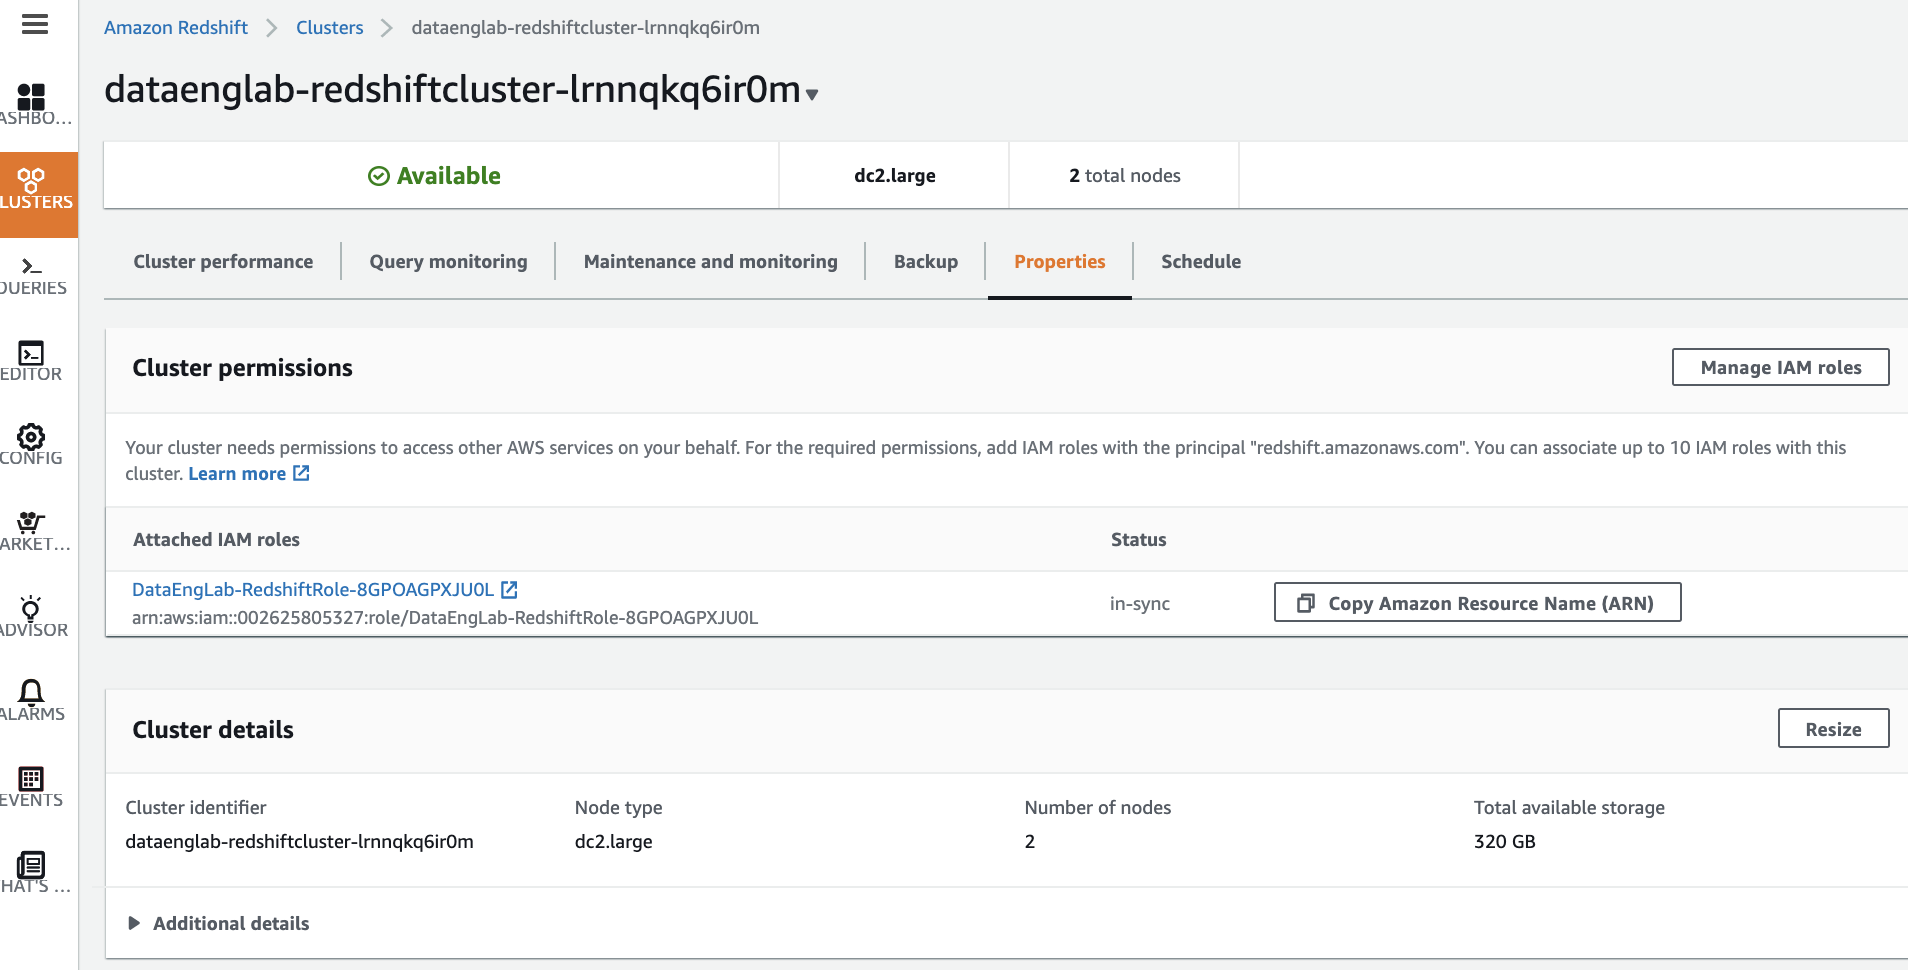 Amazon Redshift > Clusters > dataenglab-redshiftcluster-lrnnqkq6ir0m
dataenglab-redshiftcluster-lrnnqkq6ir0m
Available
dc2.large
2 total nodes
Cluster performance
Query monitoring
Maintenance and monitoring
Backup
Properties
Schedule
ASHBO...
LUSTERS
QUERIES
EDITOR
CONFIG
ARKET...
ADVISOR
ALARMS
EVENTS
HAT'S ...
Cluster permissions
Manage IAM roles
Your cluster needs permissions to access other AWS services on your behalf. For the required permissions, add IAM roles with the principal "redshift.amazonaws.com". You can associate up to 10 IAM roles with this
cluster. Learn more
Attached IAM roles
Status
DataEngLab-RedshiftRole-8GPOAGPXJU0L
arn:aws:iam::002625805327:role/DataEngLab-RedshiftRole-8GPOAGPXJU0L
in-sync
Copy Amazon Resource Name (ARN)
Cluster details
Resize
Cluster identifier
dataenglab-redshiftcluster-lrnnqkq6ir0m
Node type
dc2.large
Number of nodes
2
Total available storage
320 GB
Additional details